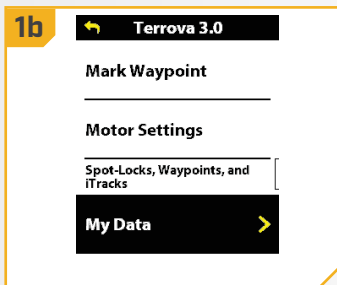 1b
Terrova 3.0
Mark Waypoint
Motor Settings
Spot-Locks, Waypoints, and
iTracks
My Data